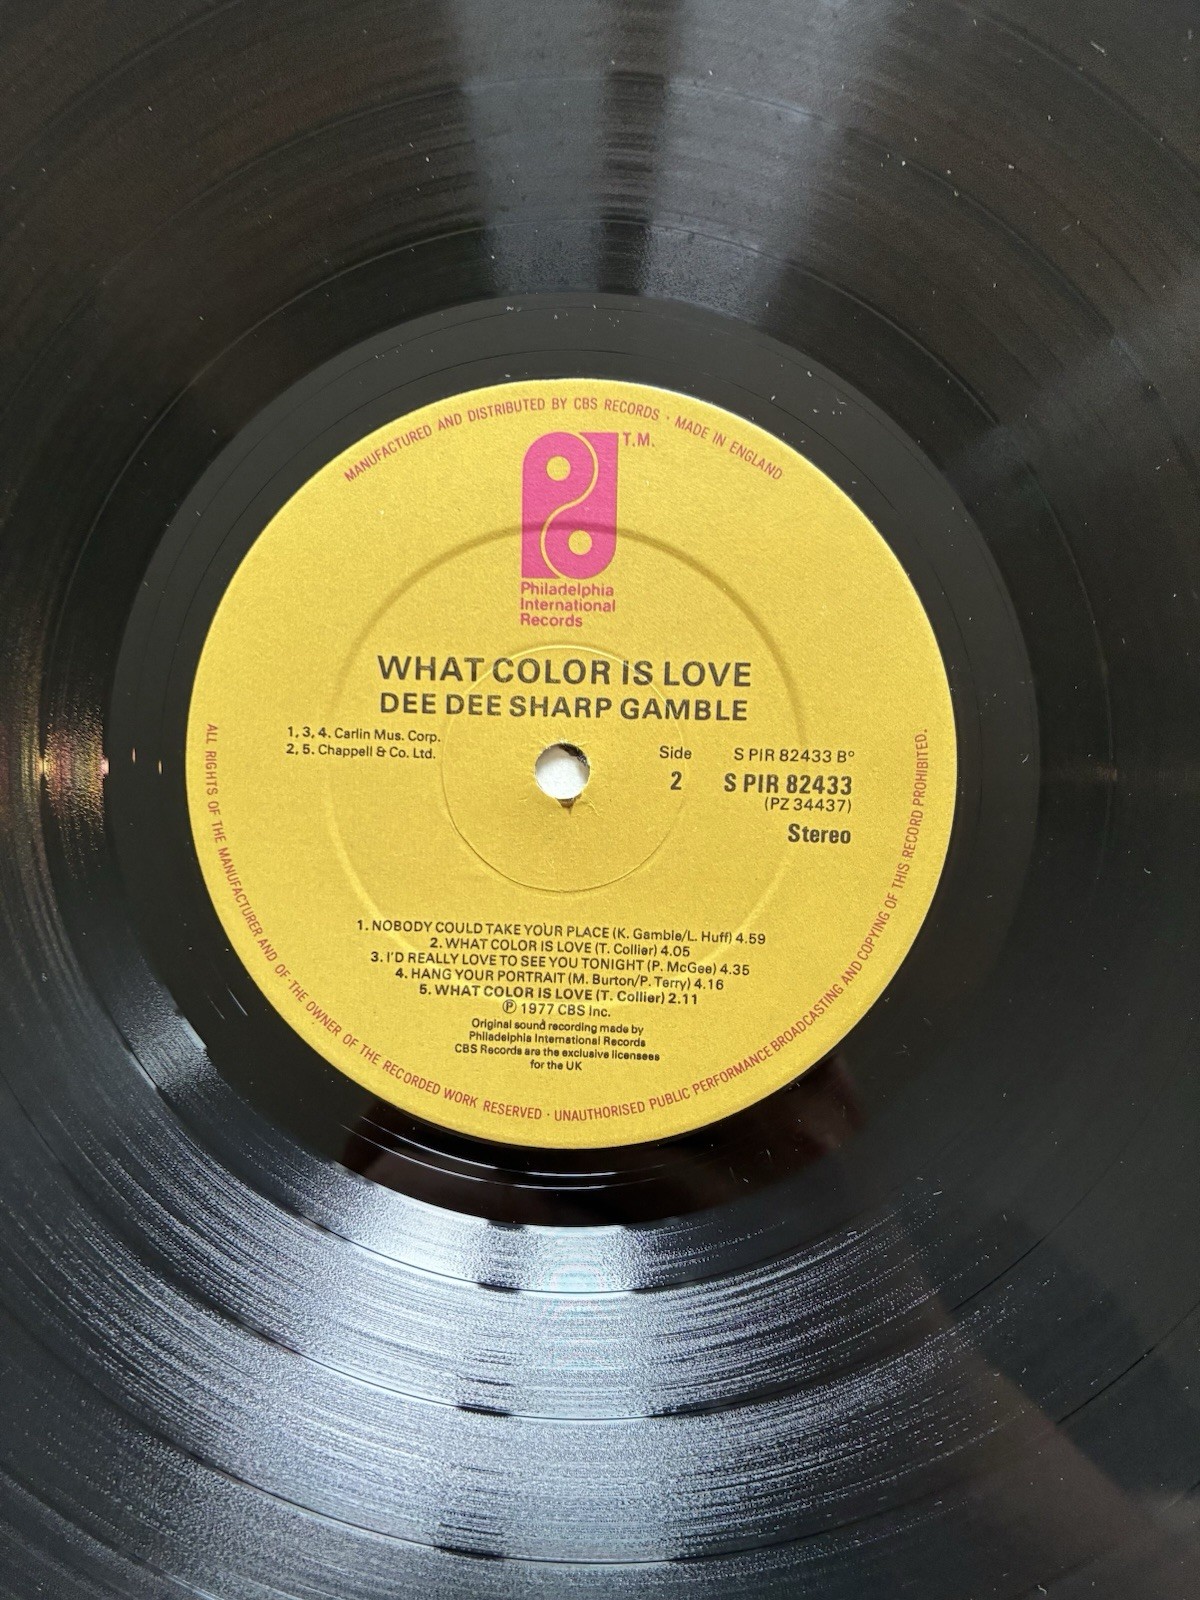 MANUFACTURED AND DISTRIBUTED BY CBS RECORDS · MADE IN ENGLAND
T.M.
Philadelphia
International
Records
WHAT COLOR IS LOVE
DEE DEE SHARP GAMBLE
1, 3, 4. Carlin Mus. Corp.
2, 5. Chappell & Co. Ltd.
Side
2
S PIR 82433 B°
S PIR 82433
(PZ 34437)
Stereo
1. NOBODY COULD TAKE YOUR PLACE (K. Gamble/L. Huff) 4.59
2. WHAT COLOR IS LOVE (T. Collier) 4.05
3. I'D REALLY LOVE TO SEE YOU TONIGHT (P. McGee) 4.35
4. HANG YOUR PORTRAIT (M. Burton/P. Terry) 4.16
5. WHAT COLOR IS LOVE (T. Collier) 2.11
℗ 1977 CBS Inc.
Original sound recording made by
Philadelphia International Records
CBS Records are the exclusive licensees
for the UK
ALL RIGHTS OF THE MANUFACTURER AND OF THE OWNER OF THE RECORDED WORK RESERVED · UNAUTHORISED PUBLIC PERFORMANCE BROADCASTING AND COPYING OF THIS RECORD PROHIBITED.